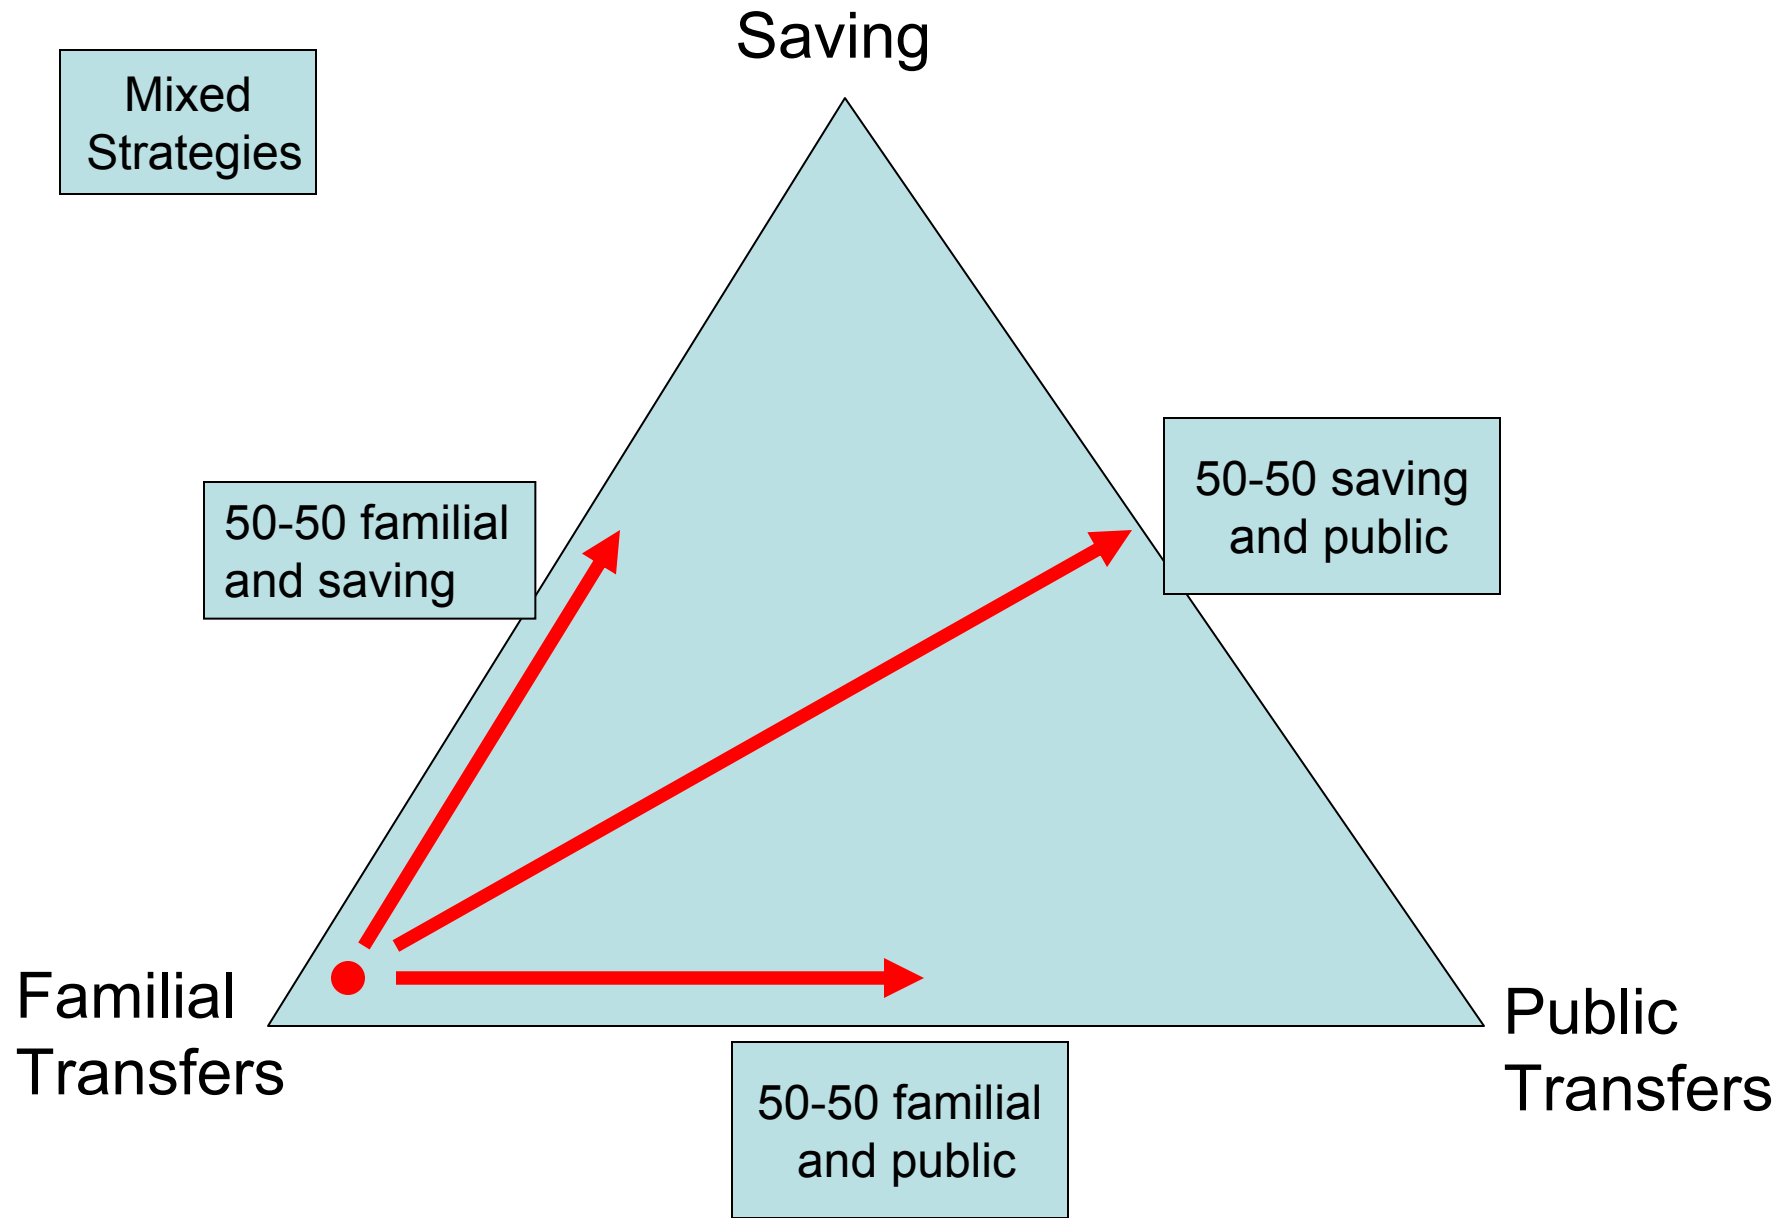 Saving
Mixed
Strategies
50-50 saving
and public
50-50 familial
and saving
Familial
Transfers
Public
Transfers
50-50 familial
and public